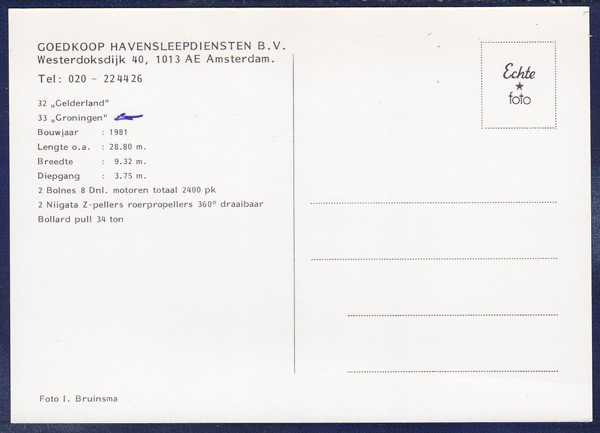 GOEDKOOP HAVENSLEEPDIENSTEN B.V.
Westerdoksdijk 40, 1013 AE Amsterdam.
Tel: 020 - 224426
32 „Gelderland"
33 „Groningen"
Bouwjaar : 1981
Lengte o.a. : 28.80 m.
Breedte : 9.32 m.
Diepgang : 3.75 m.
2 Bolnes 8 Dnl. motoren totaal 2400 pk
2 Niigata Z-pellers roerpropellers 360° draaibaar
Bollard pull 34 ton
Foto I. Bruinsma
Echte
foto